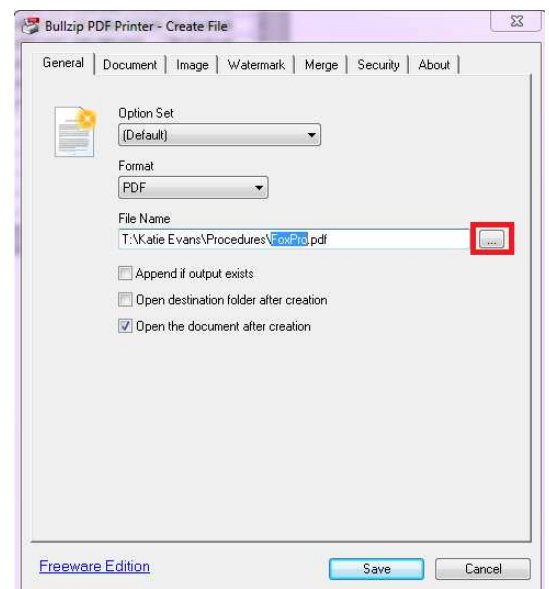 Bullzip PDF Printer - Create File
General Document Image Watermark Merge Security About
Option Set
(Default)
Format
PDF
File Name
T:\Katie Evans\Procedures\FoxPro.pdf ...
Append if output exists
Open destination folder after creation
Open the document after creation
Freeware Edition Save Cancel